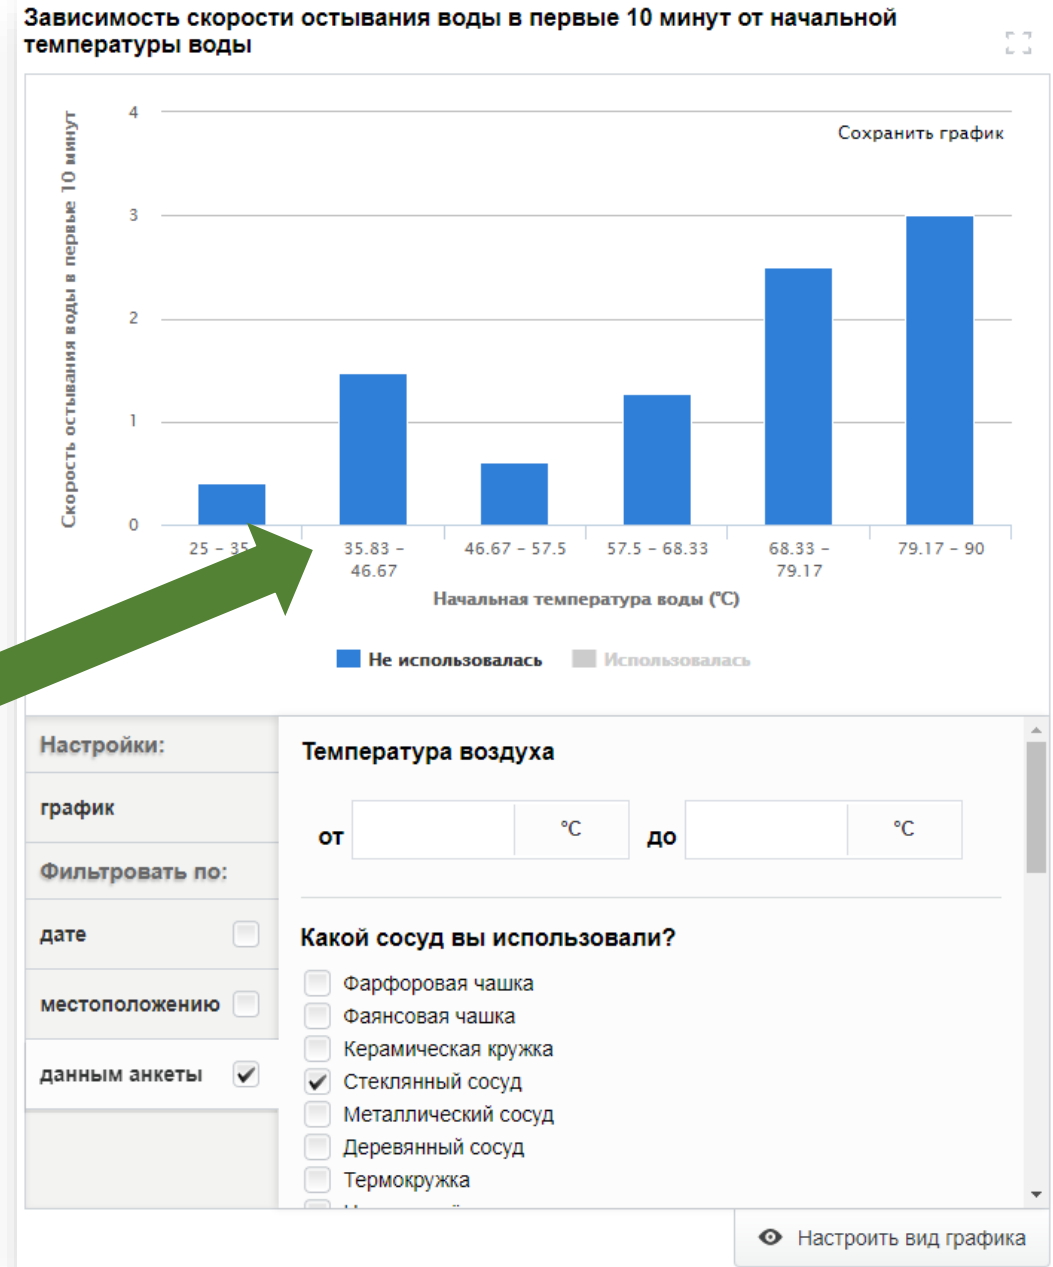 Зависимость скорости остывания воды в первые 10 минут от начальной
температуры воды
Сохранить график
Скорость остывания воды в первые 10 минут
4
3
2
1
0
25 – 35
35.83 –
46.67
46.67 – 57.5
57.5 – 68.33
68.33 –
79.17
79.17 – 90
Начальная температура воды (°C)
Не использовалась
Использовалась
Настройки:
график
Фильтровать по:
дате
местоположению
данным анкеты
Температура воздуха
от °C до °C
Какой сосуд вы использовали?
Фарфоровая чашка
Фаянсовая чашка
Керамическая кружка
Стеклянный сосуд
Металлический сосуд
Деревянный сосуд
Термокружка
Настроить вид графика